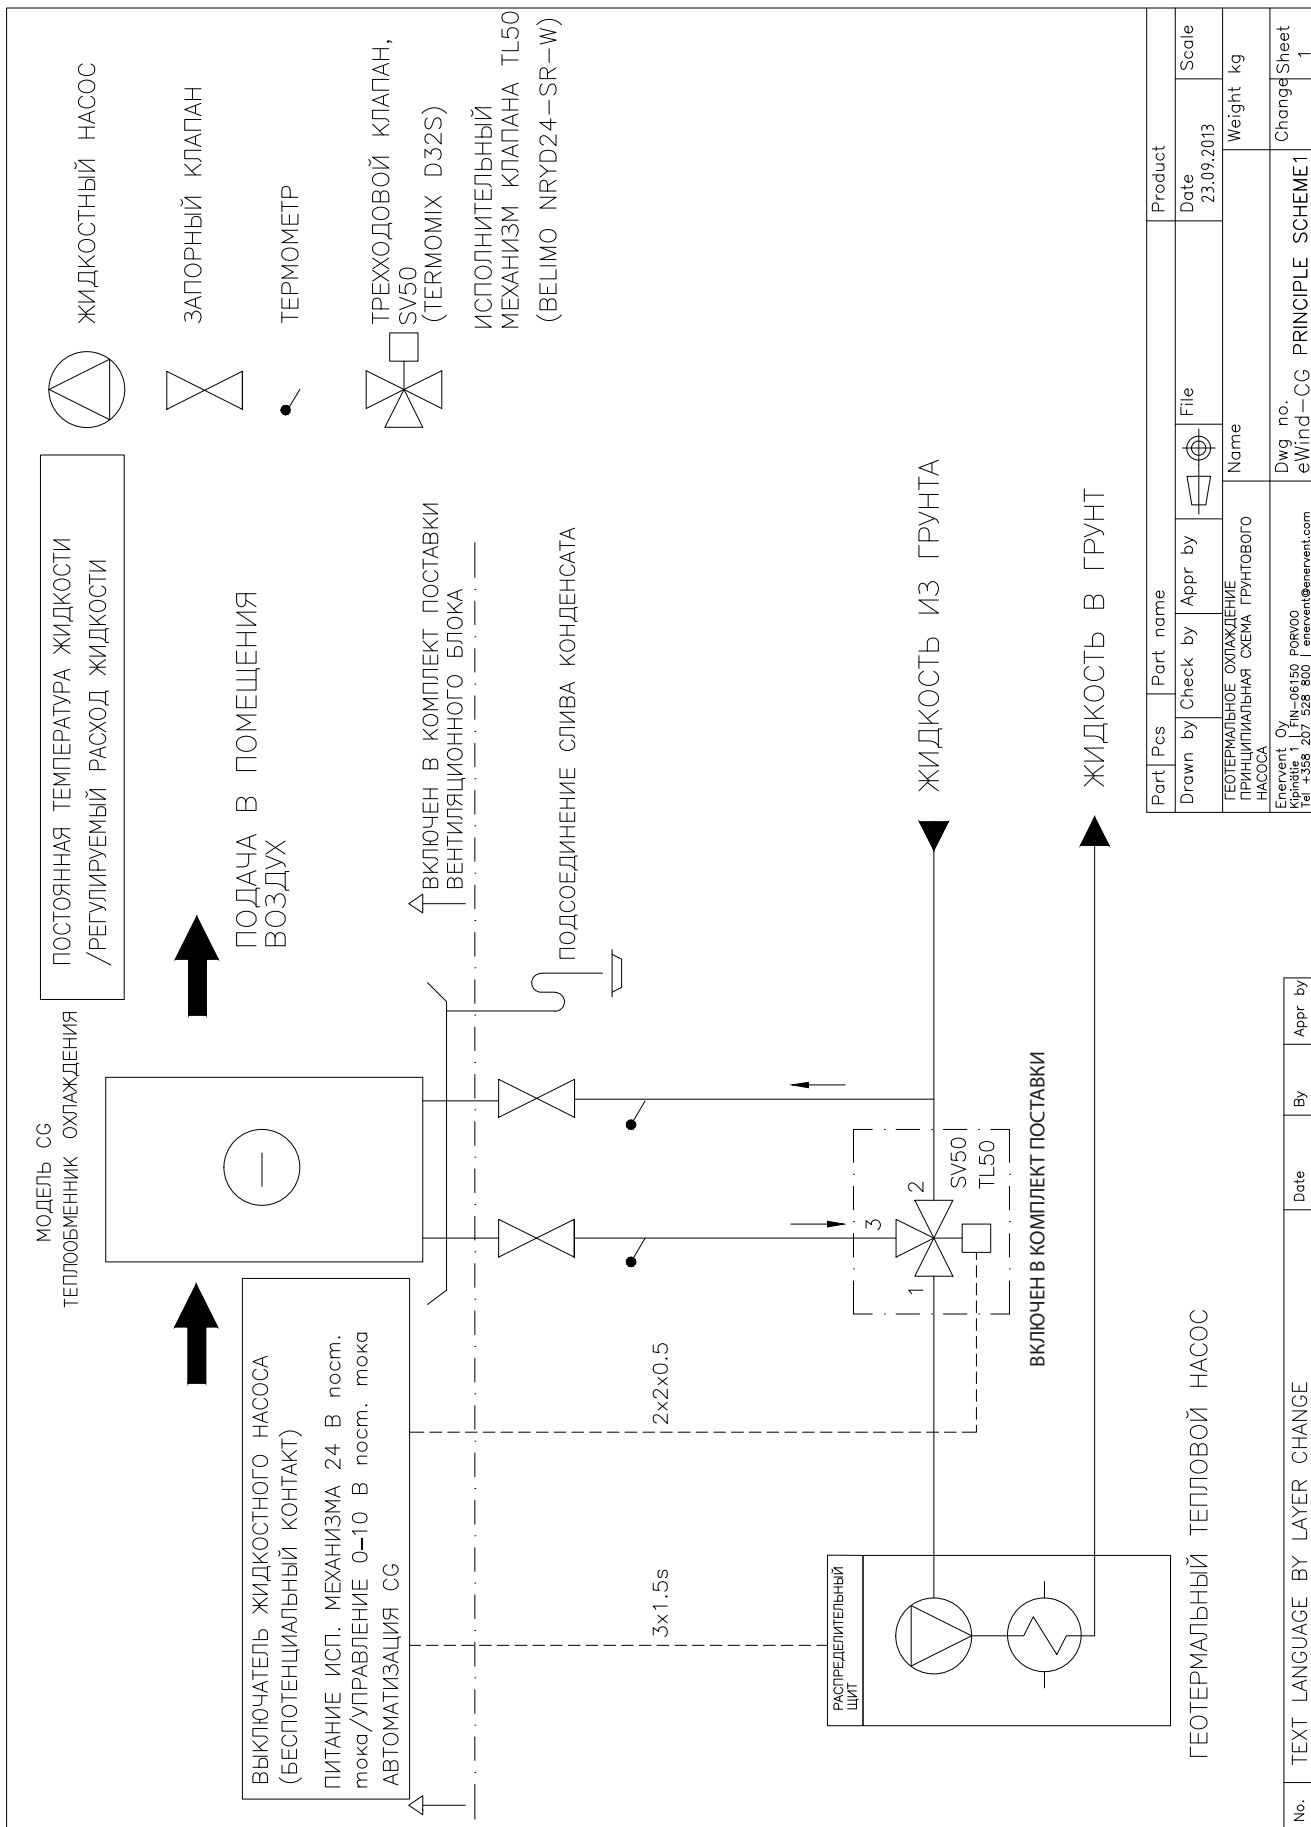 МОДЕЛЬ CG
ТЕПЛООБМЕННИК ОХЛАЖДЕНИЯ
ПОСТОЯННАЯ ТЕМПЕРАТУРА ЖИДКОСТИ
/РЕГУЛИРУЕМЫЙ РАСХОД ЖИДКОСТИ
ЖИДКОСТНЫЙ НАСОС
ЗАПОРНЫЙ КЛАПАН
ТЕРМОМЕТР
ТРЕХХОДОВОЙ КЛАПАН,
SV50
(TERMOMIX D32S)
ИСПОЛНИТЕЛЬНЫЙ
МЕХАНИЗМ КЛАПАНА TL50
(BELIMO NRYD24-SR-W)
ВЫКЛЮЧАТЕЛЬ ЖИДКОСТНОГО НАСОСА
(БЕСПОТЕНЦИАЛЬНЫЙ КОНТАКТ)
ПИТАНИЕ ИСП. МЕХАНИЗМА 24 В пост.
тока/УПРАВЛЕНИЕ 0–10 В пост. тока
АВТОМАТИЗАЦИЯ CG
ПОДАЧА В ПОМЕЩЕНИЯ
ВОЗДУХ
ВКЛЮЧЕН В КОМПЛЕКТ ПОСТАВКИ
ВЕНТИЛЯЦИОННОГО БЛОКА
ПОДСОЕДИНЕНИЕ СЛИВА КОНДЕНСАТА
3x1.5s
2x2x0.5
3
1
2
SV50
TL50
ВКЛЮЧЕН В КОМПЛЕКТ ПОСТАВКИ
ЖИДКОСТЬ ИЗ ГРУНТА
ЖИДКОСТЬ В ГРУНТ
РАСПРЕДЕЛИТЕЛЬНЫЙ
ЩИТ
ГЕОТЕРМАЛЬНЫЙ ТЕПЛОВОЙ НАСОС
No.
TEXT LANGUAGE BY LAYER CHANGE
Date
By
Appr by
Part
Pcs
Part name
Product
Drawn by
Check by
Appr by
File
Date
23.09.2013
Scale
ГЕОТЕРМАЛЬНОЕ ОХЛАЖДЕНИЕ
ПРИНЦИПИАЛЬНАЯ СХЕМА ГРУНТОВОГО
НАСОСА
Name
Weight kg
Enervent Oy
Kipinätie 1 | FIN-06150 PORVOO
Tel +358 207 528 800 | enervent@enervent.com
Dwg no.
eWind-CG PRINCIPLE SCHEME1
Change
Sheet
1